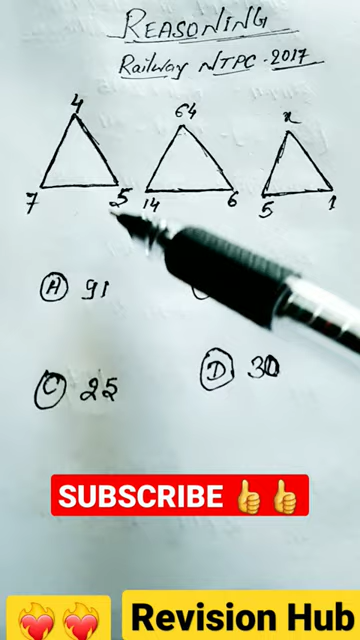 REASONING
Railway NTPC - 2017
4 64 x
7 5 14 6 5 1
(A) 91
(C) 25 (D) 30
SUBSCRIBE 👍👍
❤️‍🔥❤️‍🔥 Revision Hub